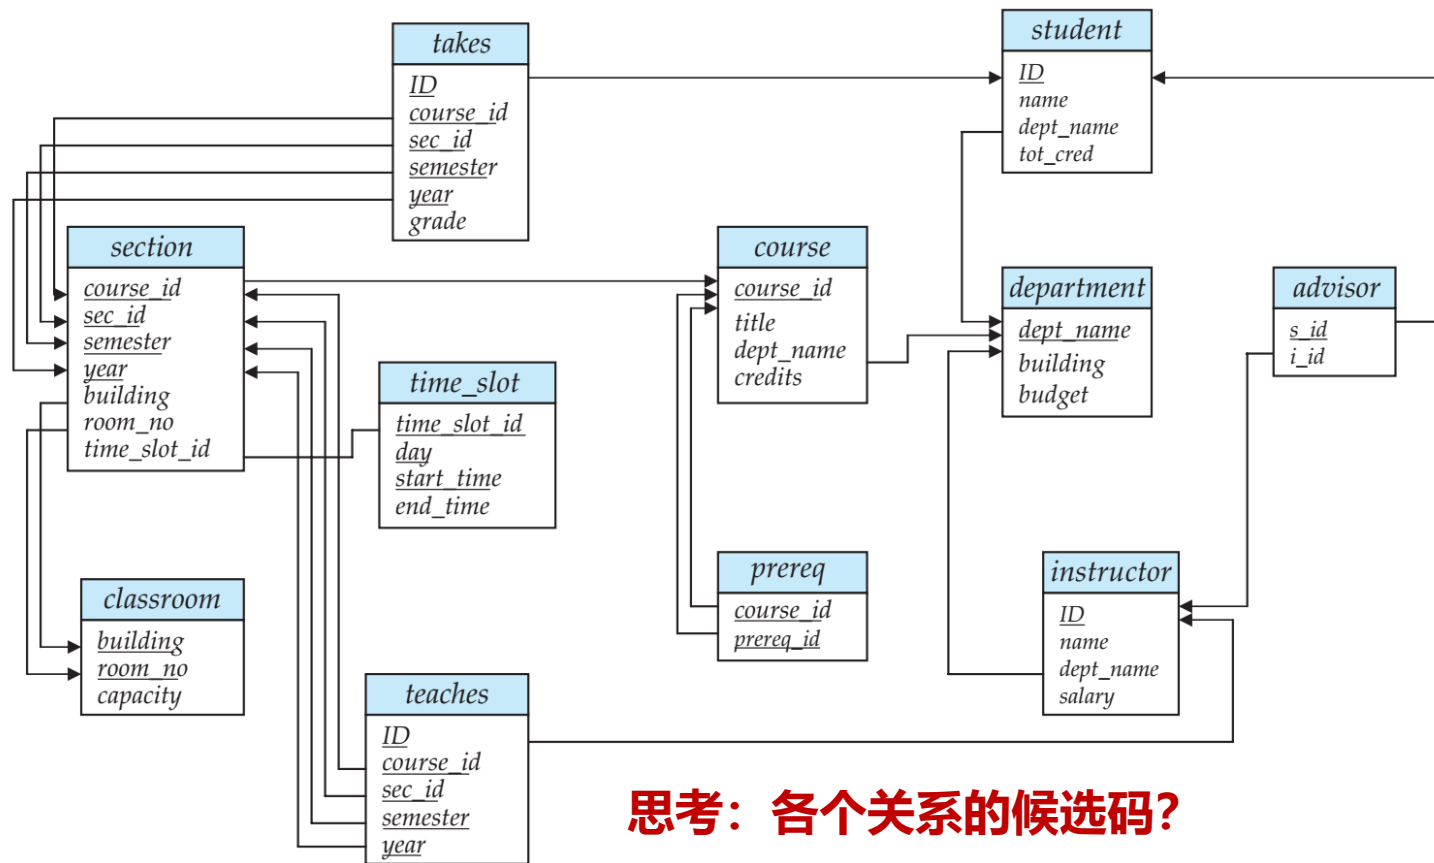 takes
ID
course_id
sec_id
semester
year
grade
student
ID
name
dept_name
tot_cred
section
course_id
sec_id
semester
year
building
room_no
time_slot_id
course
course_id
title
dept_name
credits
department
dept_name
building
budget
advisor
s_id
i_id
time_slot
time_slot_id
day
start_time
end_time
prereq
course_id
prereq_id
instructor
ID
name
dept_name
salary
classroom
building
room_no
capacity
teaches
ID
course_id
sec_id
semester
year
思考：各个关系的候选码？